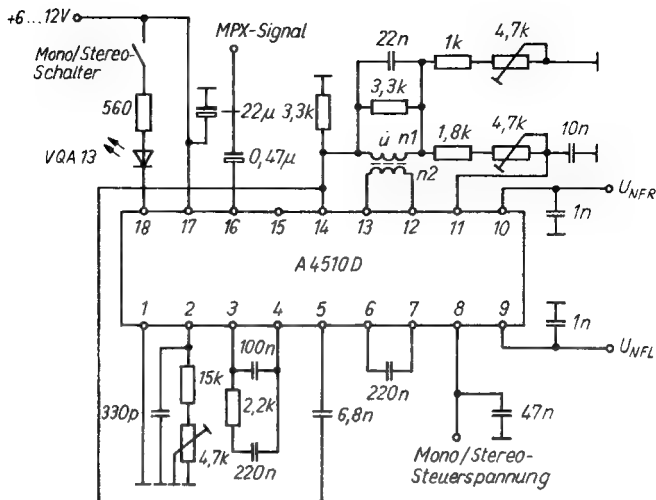 +6...12V
MPX-Signal
Mono/Stereo-
Schalter
22n
1k
4,7k
3,3k
560
22µ
3,3k
ü
n1
1,8k
4,7k
10n
VQA 13
0,47µ
n2
U_NFR
1n
18
17
16
15
14
13
12
11
10
A4510D
1
2
3
4
5
6
7
8
9
1n
U_NFL
100n
15k
330p
2,2k
6,8n
220n
47n
4,7k
220n
Mono/Stereo-
Steuerspannung